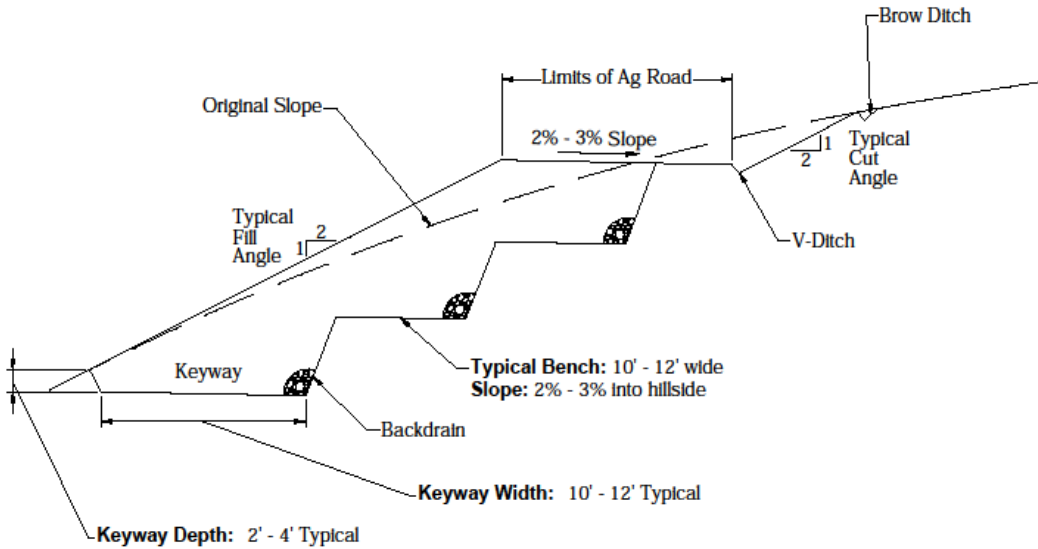 Brow Ditch
Limits of Ag Road
Original Slope
2% - 3% Slope
1
2
Typical
Cut
Angle
Typical
Fill
Angle
2
1
V-Ditch
Typical Bench: 10' - 12' wide
Slope: 2% - 3% into hillside
Keyway
Backdrain
Keyway Width: 10' - 12' Typical
Keyway Depth: 2' - 4' Typical